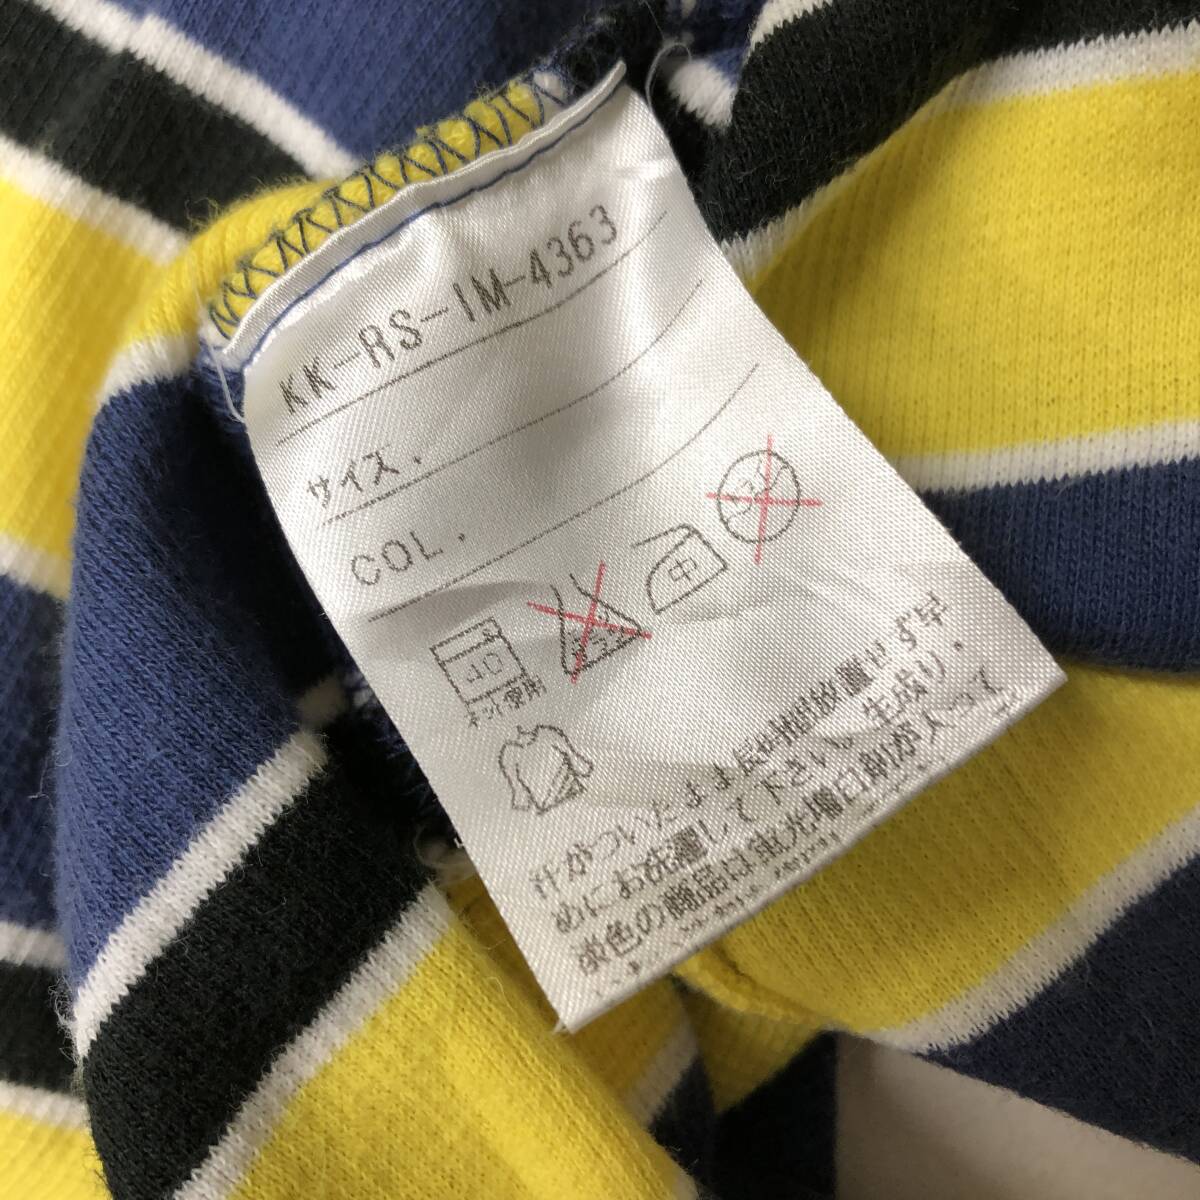 KK-RS-IM-4363
サイズ.
COL.
40
ネット使用
中
汗がついたまま長時間放置せず早
めにお洗濯して下さい。生成り・
淡色の商品は蛍光増白剤が入って